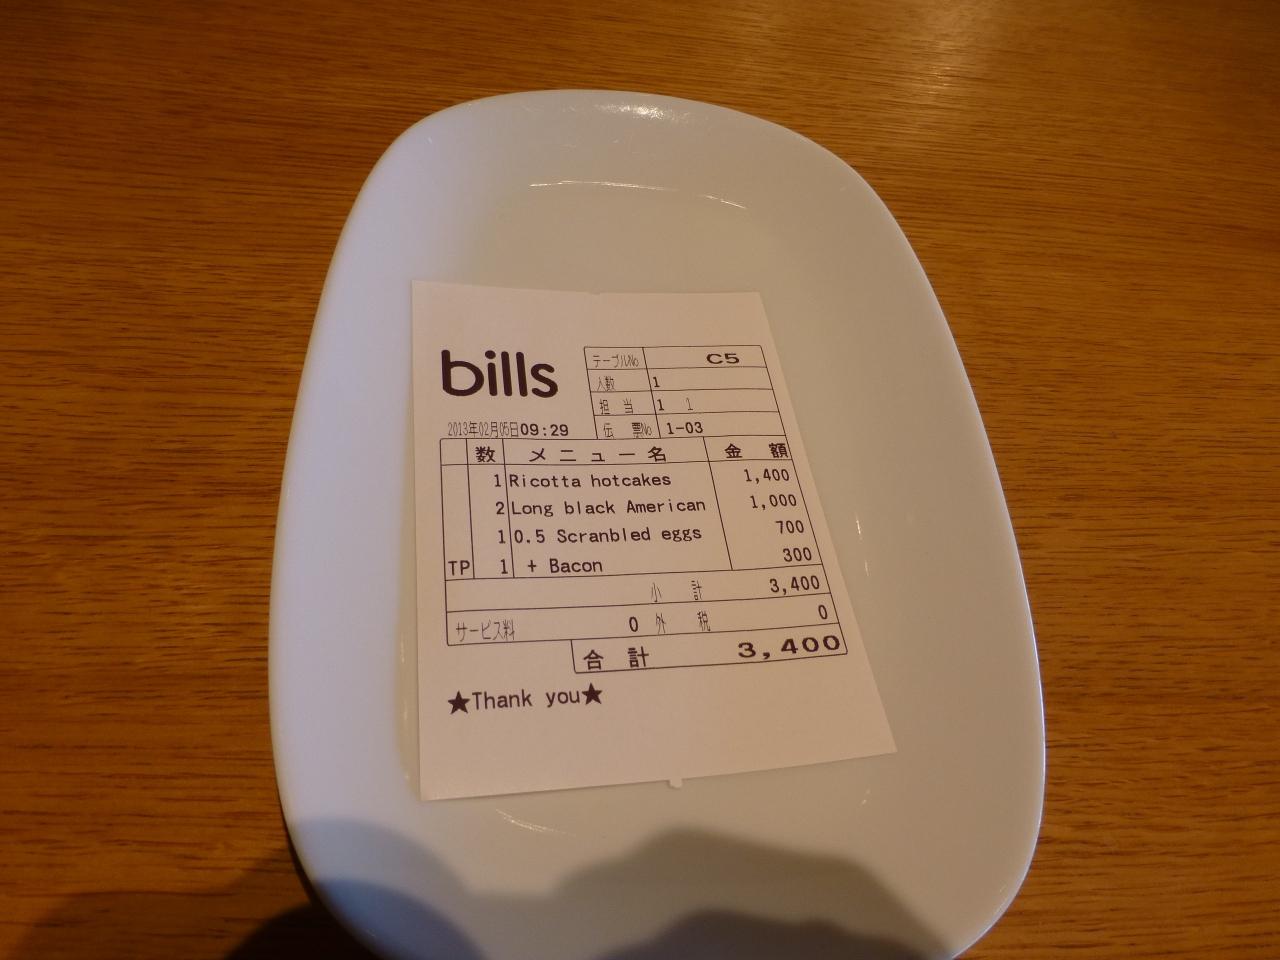 bills
テーブルNo C5
人数 1
担当 1 1
2013年02月05日09:29
伝票No 1-03
数 メニュー名 金額
1 Ricotta hotcakes 1,400
2 Long black American 1,000
1 0.5 Scranbled eggs 700
TP 1 + Bacon 300
小計 3,400
サービス料 0 外税 0
合計 3,400
★Thank you★